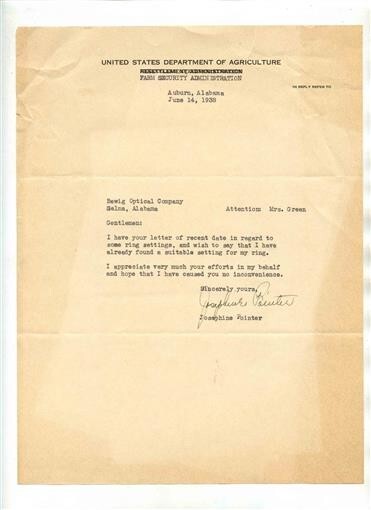 UNITED STATES DEPARTMENT OF AGRICULTURE
RESETTLEMENT ADMINISTRATION
FARM SECURITY ADMINISTRATION
IN REPLY REFER TO
Auburn, Alabama
June 14, 1938
Bewig Optical Company
Selma, Alabama Attention: Mrs. Green
Gentlemen:
I have your letter of recent date in regard to
some ring settings, and wish to say that I have
already found a suitable setting for my ring.
I appreciate very much your efforts in my behalf
and hope that I have caused you no inconvenience.
Sincerely yours,
Josephine Pointer
Josephine Pointer